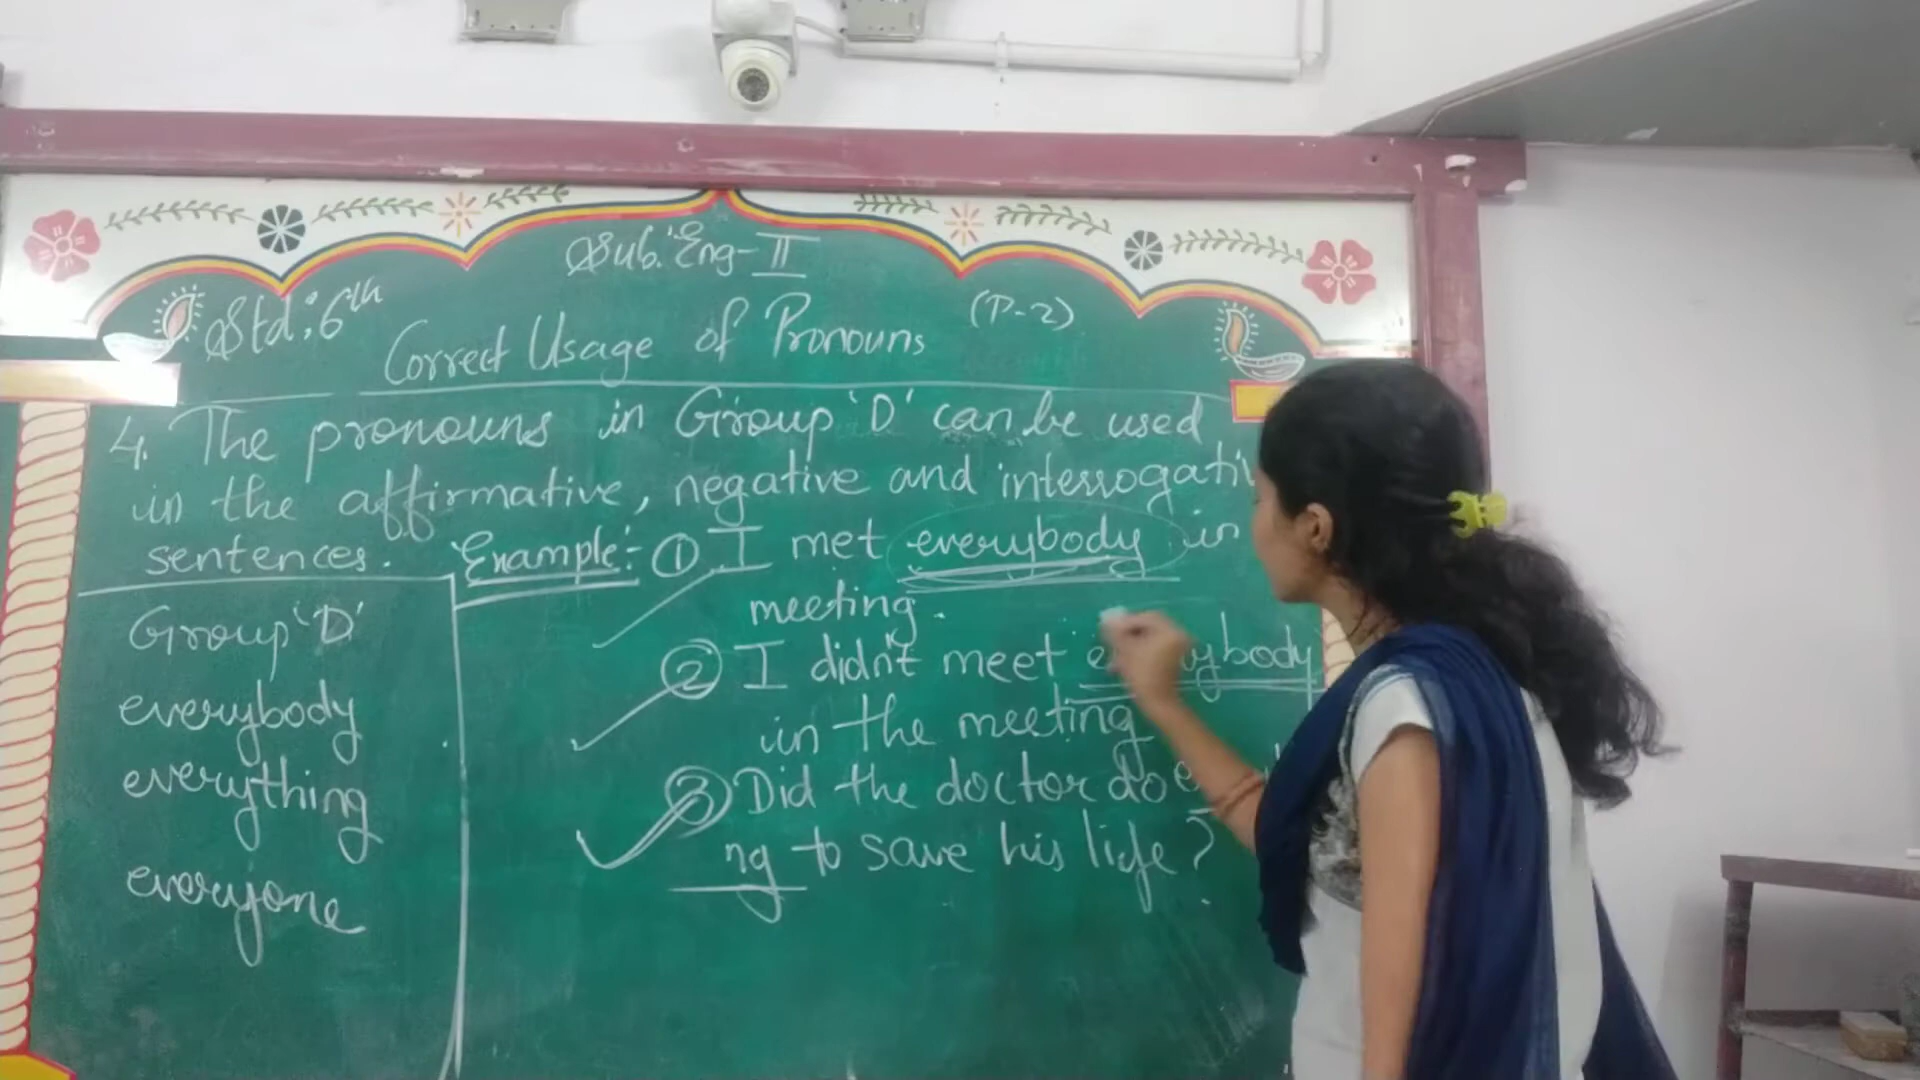 Sub: Eng-II
Std: 6th
Correct Usage of Pronouns
(P-2)
4. The pronouns in Group 'D' can be used
in the affirmative, negative and interrogativ
sentences. Example:- ① I met everybody in
meeting.
② I didn't meet everybody
in the meeting
③ Did the doctor do
ng to save his life?
Group 'D'
everybody
everything
everyone